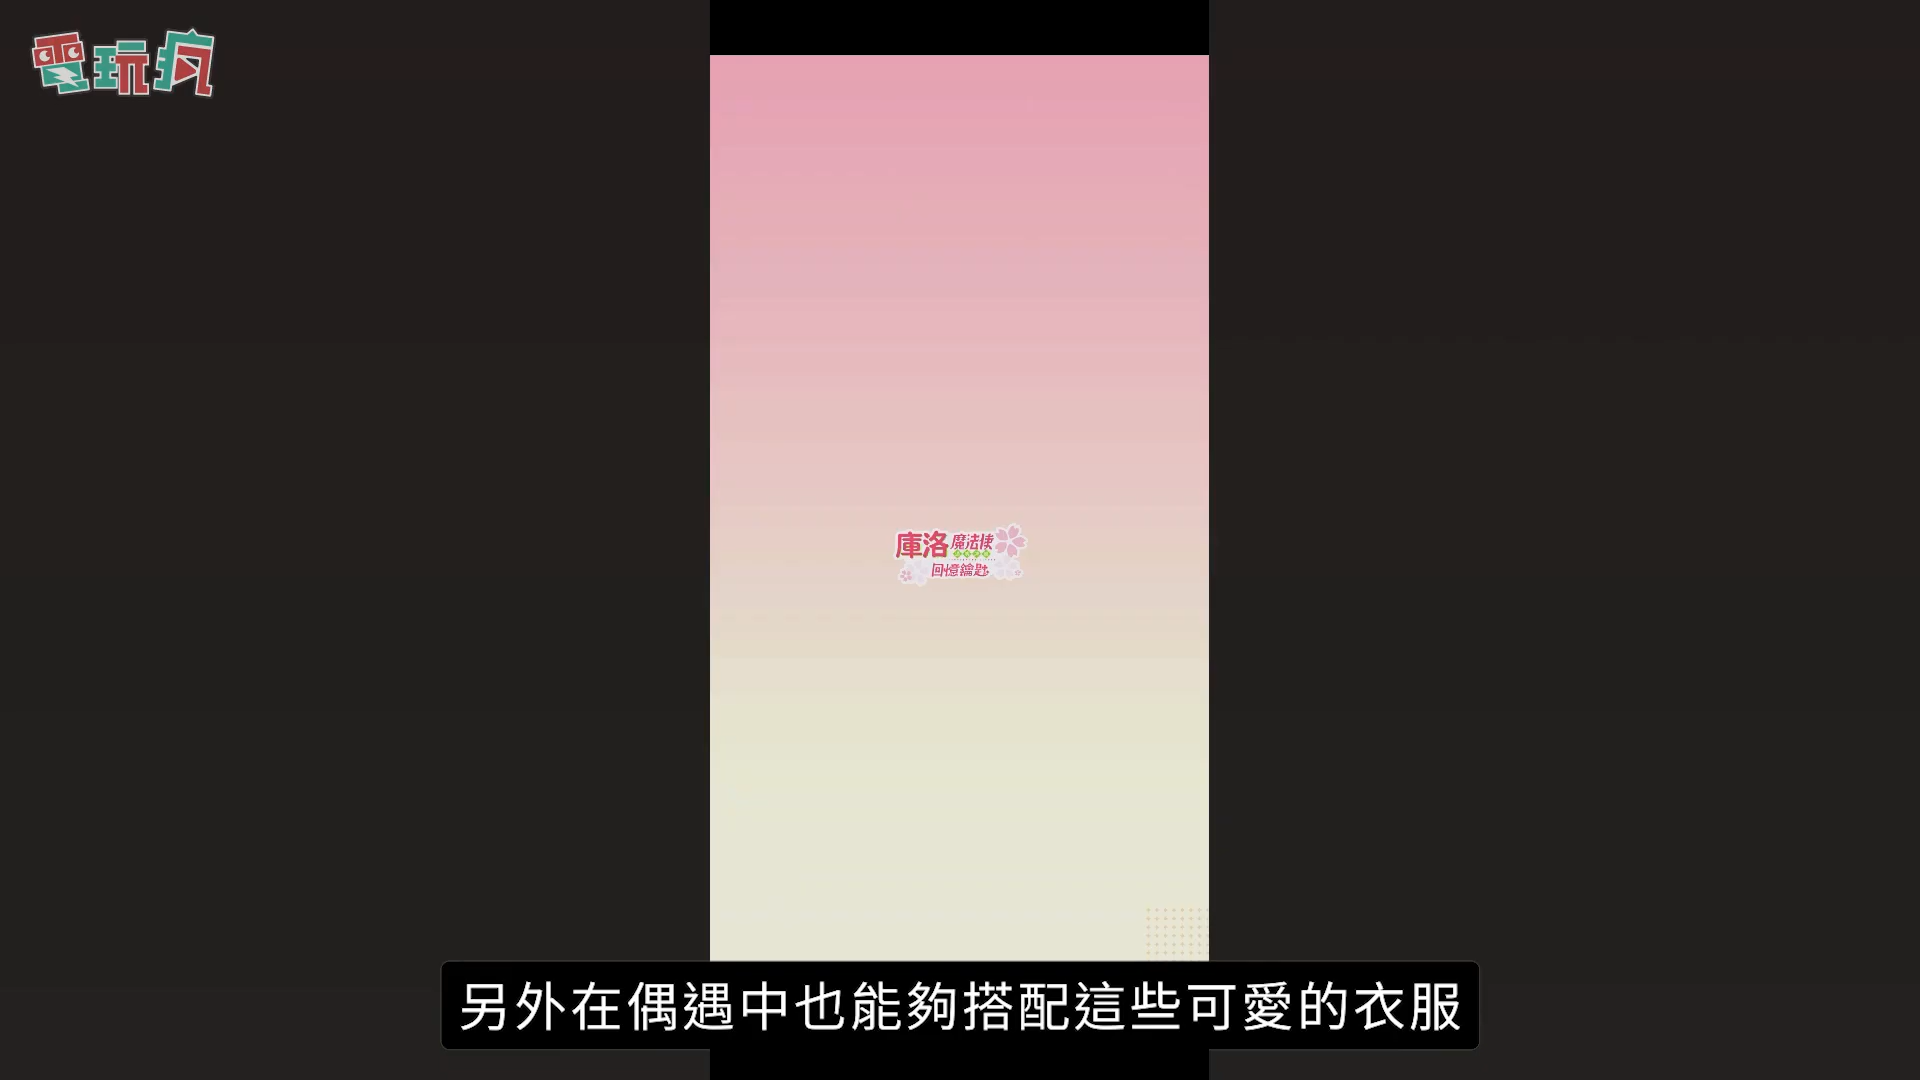 電玩瘋
庫洛魔法使
回憶鑰匙
另外在偶遇中也能夠搭配這些可愛的衣服